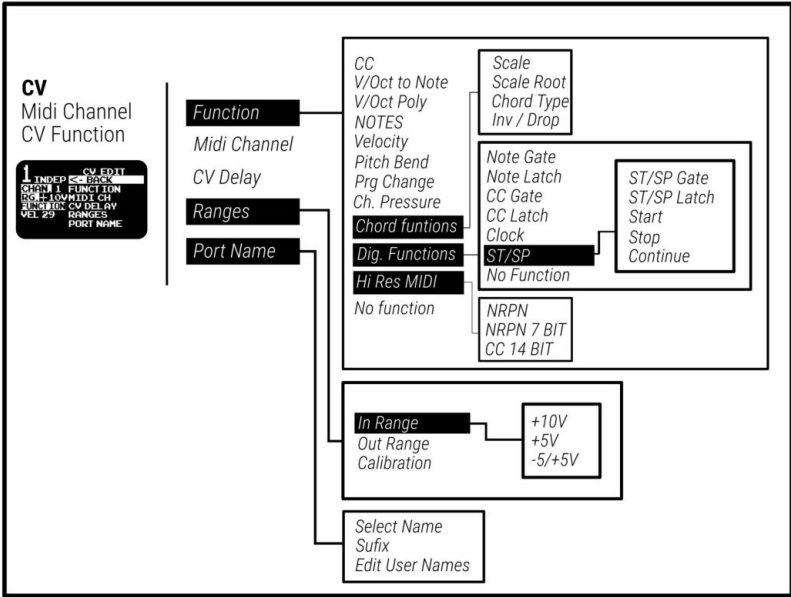 CV
Midi Channel
CV Function
1 INDEP CV EDIT
<- BACK
CHAN. 1 FUNCTION
RG.+10V MIDI CH
FUNCTION CV DELAY
VEL 29 RANGES
PORT NAME
Function
Midi Channel
CV Delay
Ranges
Port Name
CC
V/Oct to Note
V/Oct Poly
NOTES
Velocity
Pitch Bend
Prg Change
Ch. Pressure
Chord funtions
Dig. Functions
Hi Res MIDI
No function
Scale
Scale Root
Chord Type
Inv / Drop
Note Gate
Note Latch
CC Gate
CC Latch
Clock
ST/SP
No Function
ST/SP Gate
ST/SP Latch
Start
Stop
Continue
NRPN
NRPN 7 BIT
CC 14 BIT
In Range
Out Range
Calibration
+10V
+5V
-5/+5V
Select Name
Sufix
Edit User Names